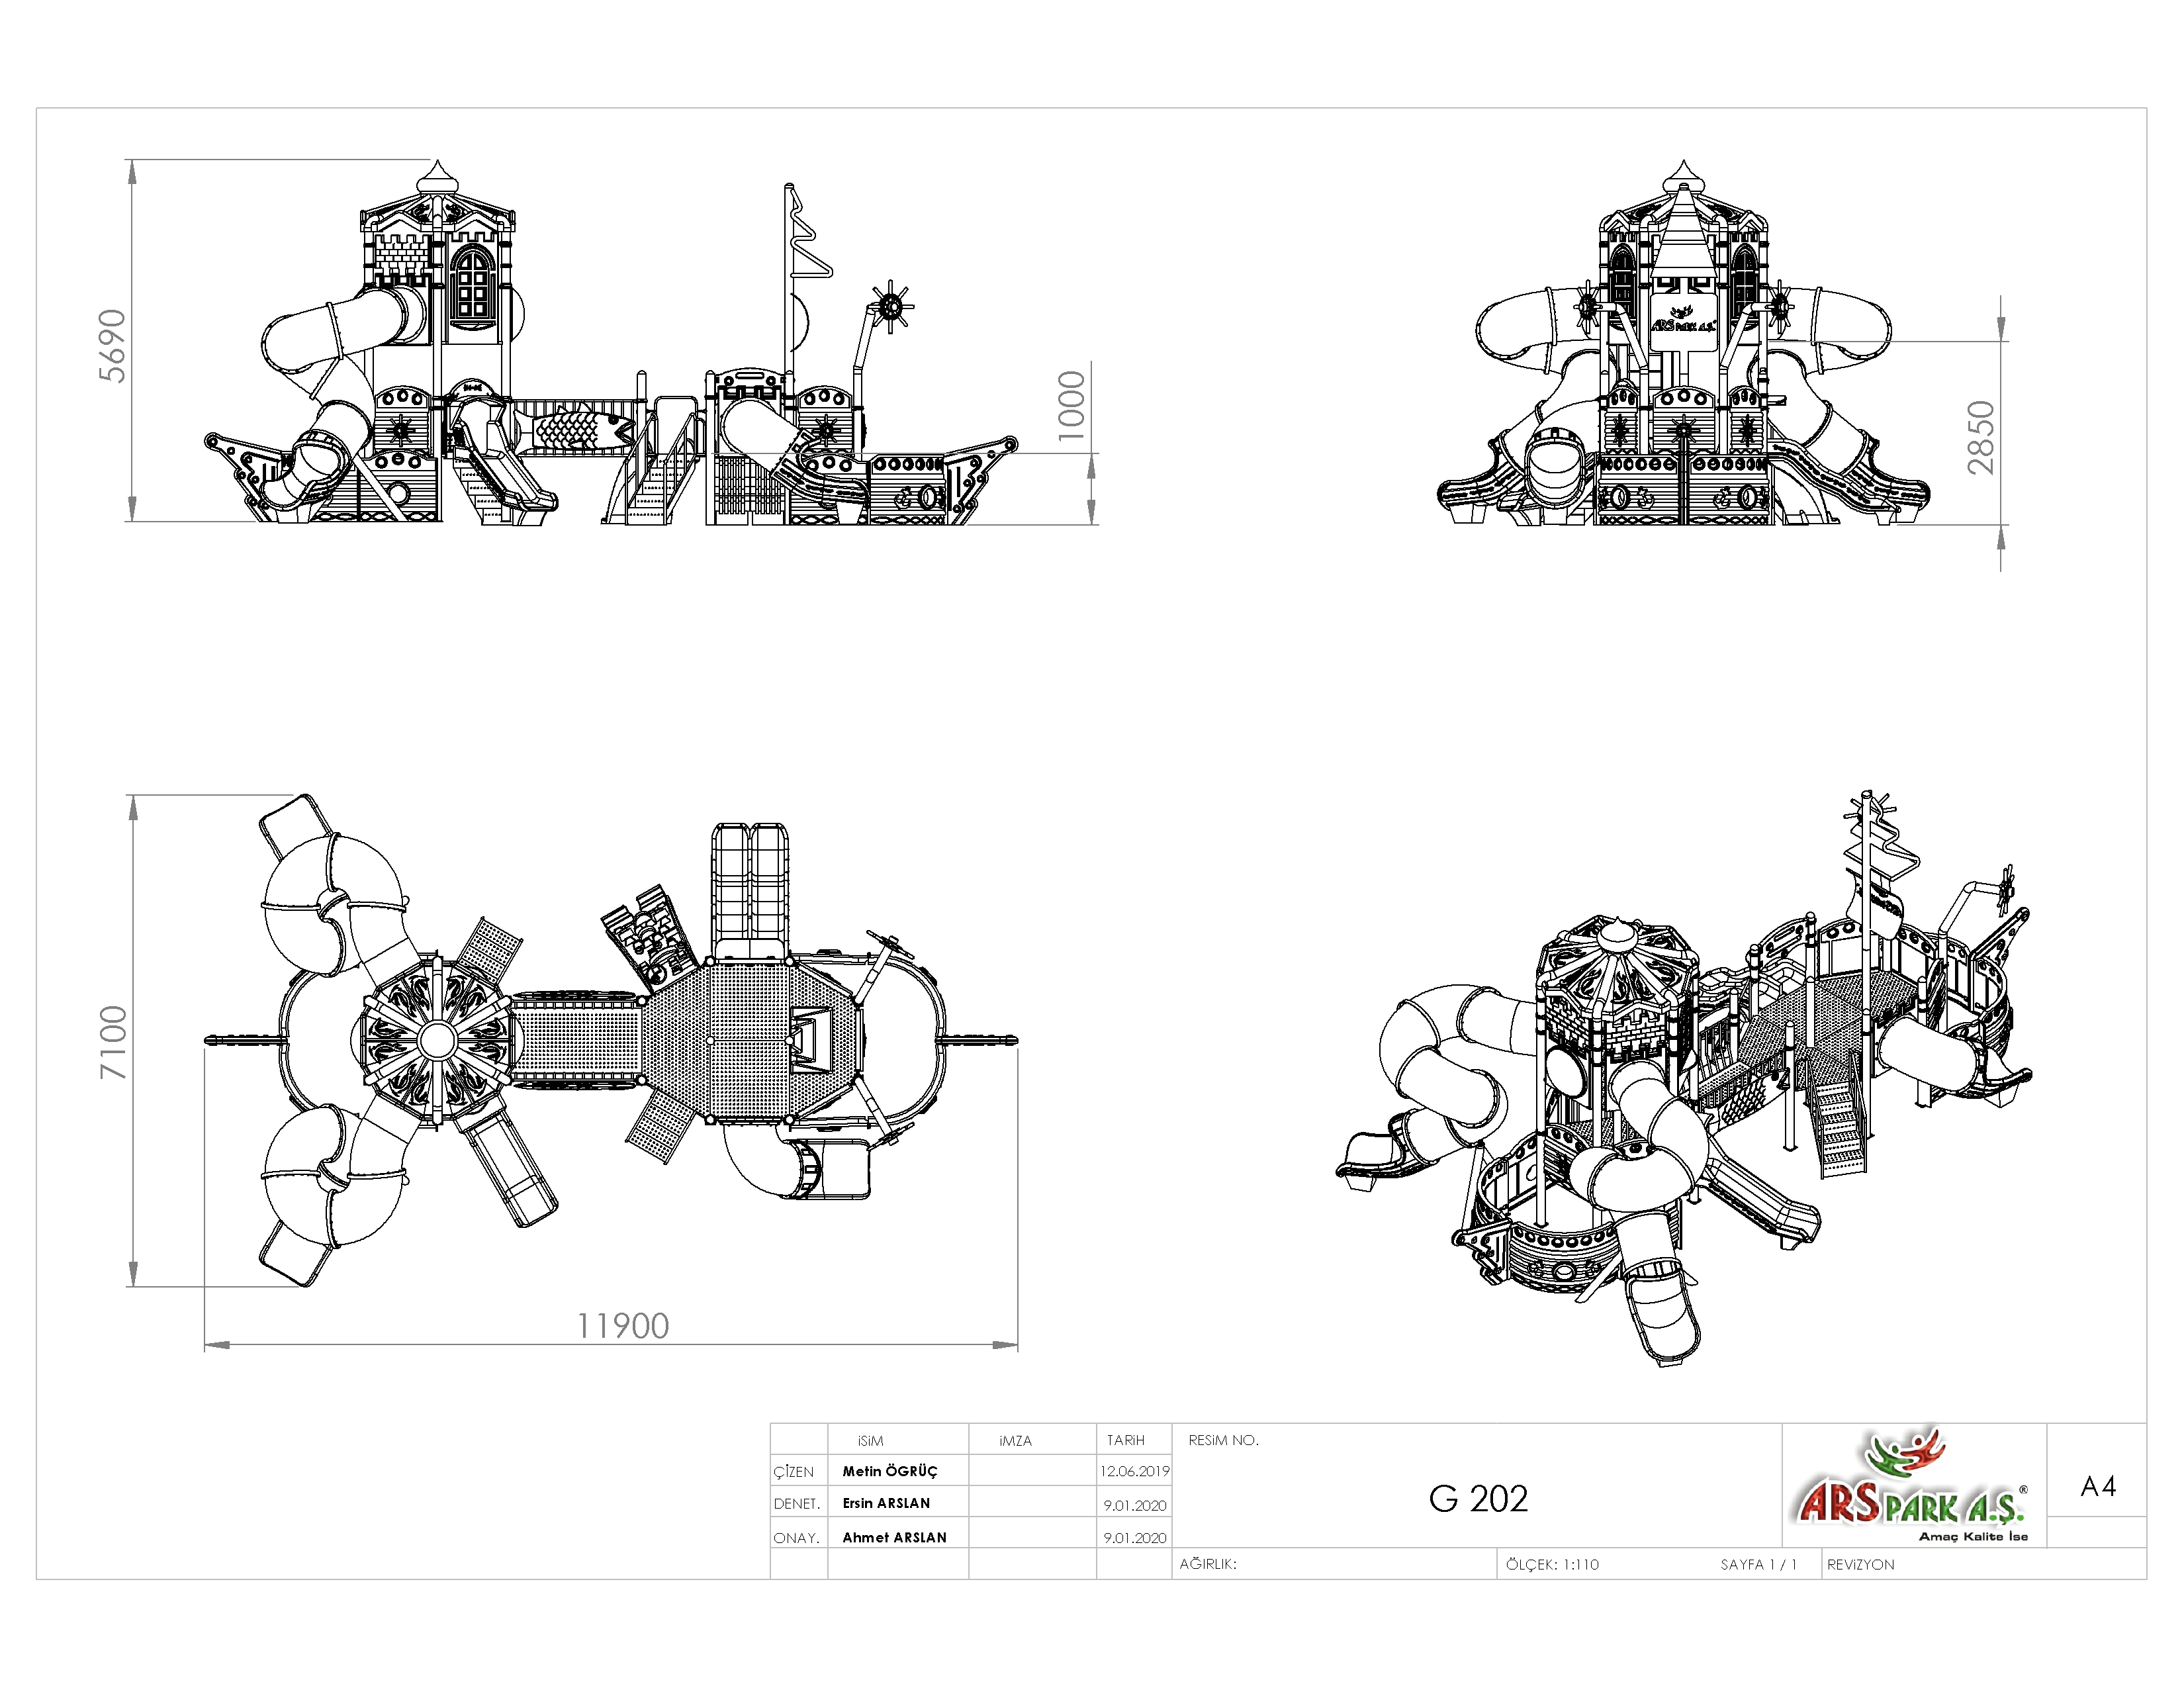 5690
1000
ARS PARK A.Ş.
2850
7100
11900
İSİM İMZA TARİH RESİM NO.
ÇİZEN Metin ÖGRÜÇ 12.06.2019
DENET. Ersin ARSLAN 9.01.2020
ONAY. Ahmet ARSLAN 9.01.2020
G 202
ARS PARK A.Ş.®
Amaç Kalite İse
A4
AĞIRLIK: ÖLÇEK: 1:110 SAYFA 1 / 1 REVİZYON